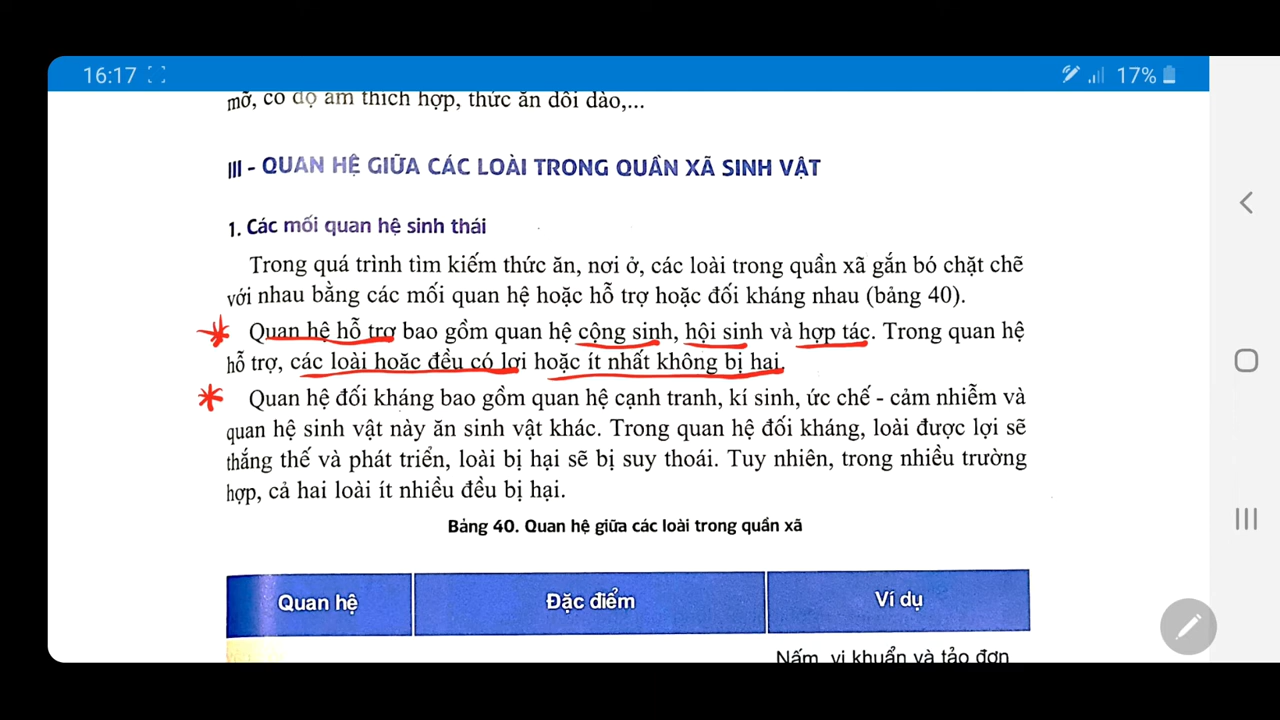 16:17
17%
mỡ, có độ ẩm thích hợp, thức ăn dồi dào,...
III - QUAN HỆ GIỮA CÁC LOÀI TRONG QUẦN XÃ SINH VẬT
1. Các mối quan hệ sinh thái
Trong quá trình tìm kiếm thức ăn, nơi ở, các loài trong quần xã gắn bó chặt chẽ
với nhau bằng các mối quan hệ hoặc hỗ trợ hoặc đối kháng nhau (bảng 40).
Quan hệ hỗ trợ bao gồm quan hệ cộng sinh, hội sinh và hợp tác. Trong quan hệ
hỗ trợ, các loài hoặc đều có lợi hoặc ít nhất không bị hại.
Quan hệ đối kháng bao gồm quan hệ cạnh tranh, kí sinh, ức chế - cảm nhiễm và
quan hệ sinh vật này ăn sinh vật khác. Trong quan hệ đối kháng, loài được lợi sẽ
thắng thế và phát triển, loài bị hại sẽ bị suy thoái. Tuy nhiên, trong nhiều trường
hợp, cả hai loài ít nhiều đều bị hại.
Bảng 40. Quan hệ giữa các loài trong quần xã
Quan hệ
Đặc điểm
Ví dụ
Nấm, vi khuẩn và tảo đơn